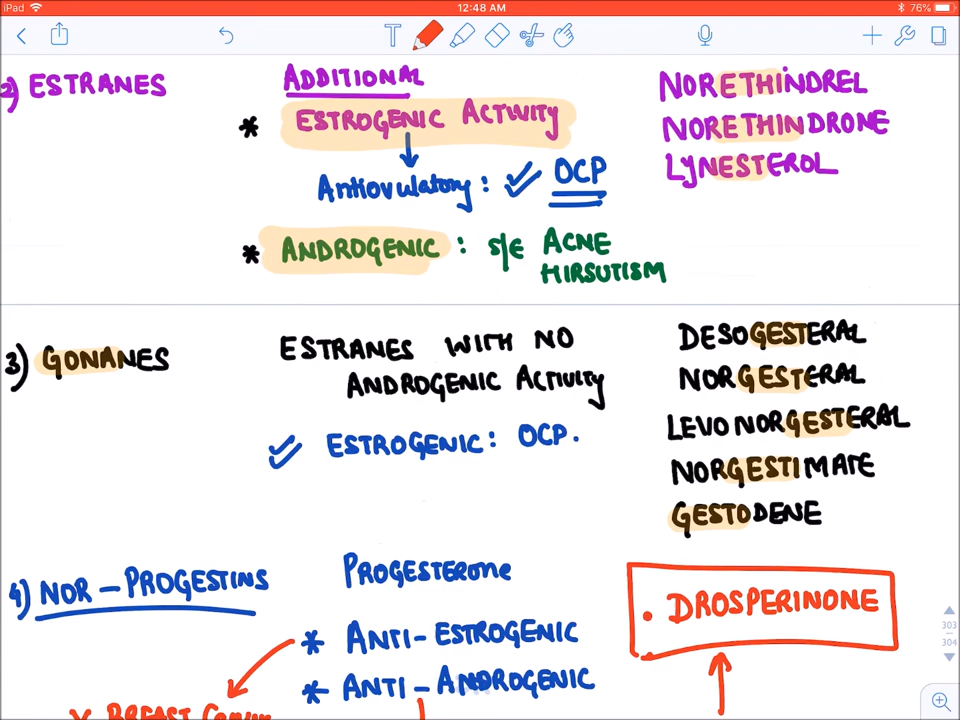 iPad 12:48 AM 76%
T
2) ESTRANES ADDITIONAL NORETHINDREL
* ESTROGENIC ACTIVITY NORETHINDRONE
Antiovulatory: OCP LYNESTEROL
* ANDROGENIC : S/E ACNE
HIRSUTISM
3) GONANES ESTRANES WITH NO DESOGESTERAL
ANDROGENIC ACTIVITY NORGESTERAL
LEVONORGESTERAL
ESTROGENIC: OCP.
NORGESTIMATE
GESTODENE
4) NOR-PROGESTINS PROGESTERONE
• DROSPERINONE
* ANTI-ESTROGENIC
* ANTI-ANDROGENIC
303
304
BREAST